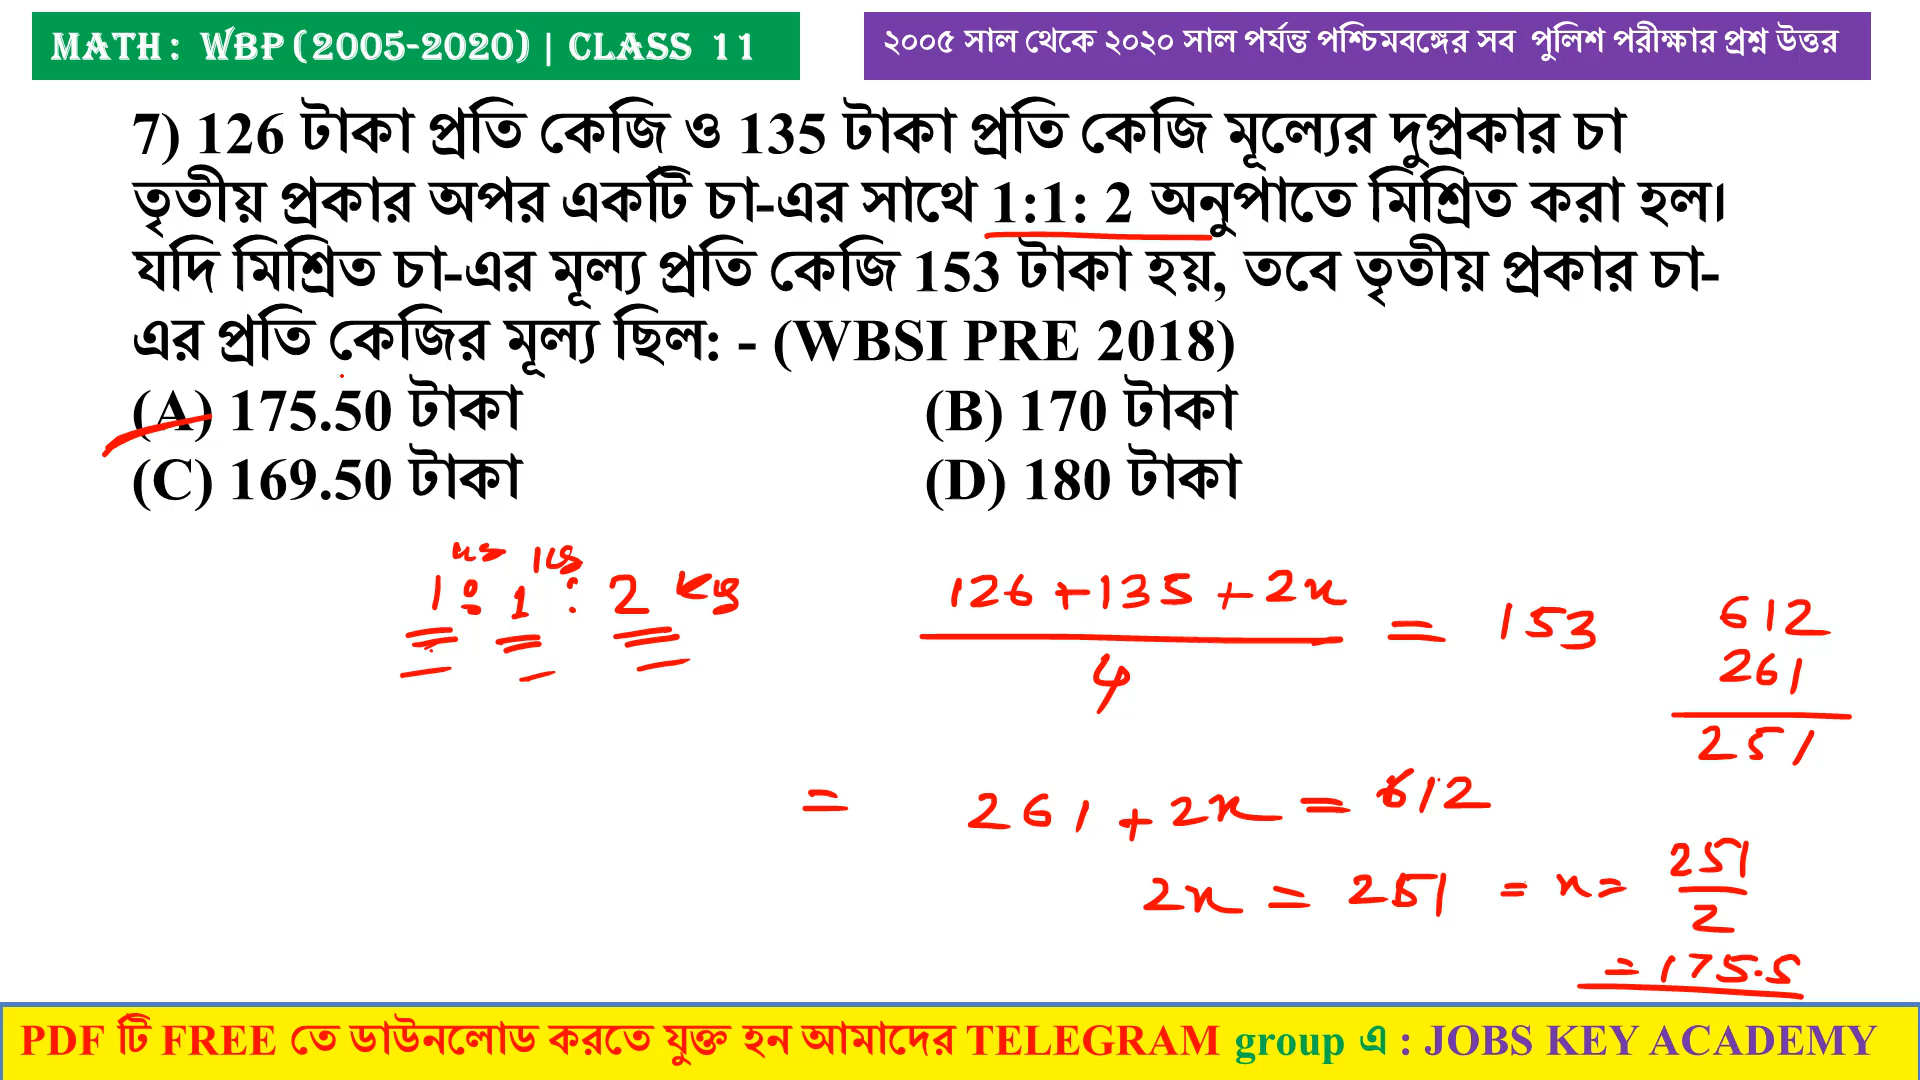 MATH : WBP (2005-2020) | CLASS 11
২০০৫ সাল থেকে ২০২০ সাল পর্যন্ত পশ্চিমবঙ্গের সব পুলিশ পরীক্ষার প্রশ্ন উত্তর
7) 126 টাকা প্রতি কেজি ও 135 টাকা প্রতি কেজি মূল্যের দুপ্রকার চা
তৃতীয় প্রকার অপর একটি চা-এর সাথে 1:1: 2 অনুপাতে মিশ্রিত করা হল।
যদি মিশ্রিত চা-এর মূল্য প্রতি কেজি 153 টাকা হয়, তবে তৃতীয় প্রকার চা-
এর প্রতি কেজির মূল্য ছিল: - (WBSI PRE 2018)
(A) 175.50 টাকা (B) 170 টাকা
(C) 169.50 টাকা (D) 180 টাকা
1 : 1 : 2 kg
126 + 135 + 2x
4
= 153
612
261
251
= 261 + 2x = 612
2x = 251 = x = 251
2
= 175.5
PDF টি FREE তে ডাউনলোড করতে যুক্ত হন আমাদের TELEGRAM group এ : JOBS KEY ACADEMY